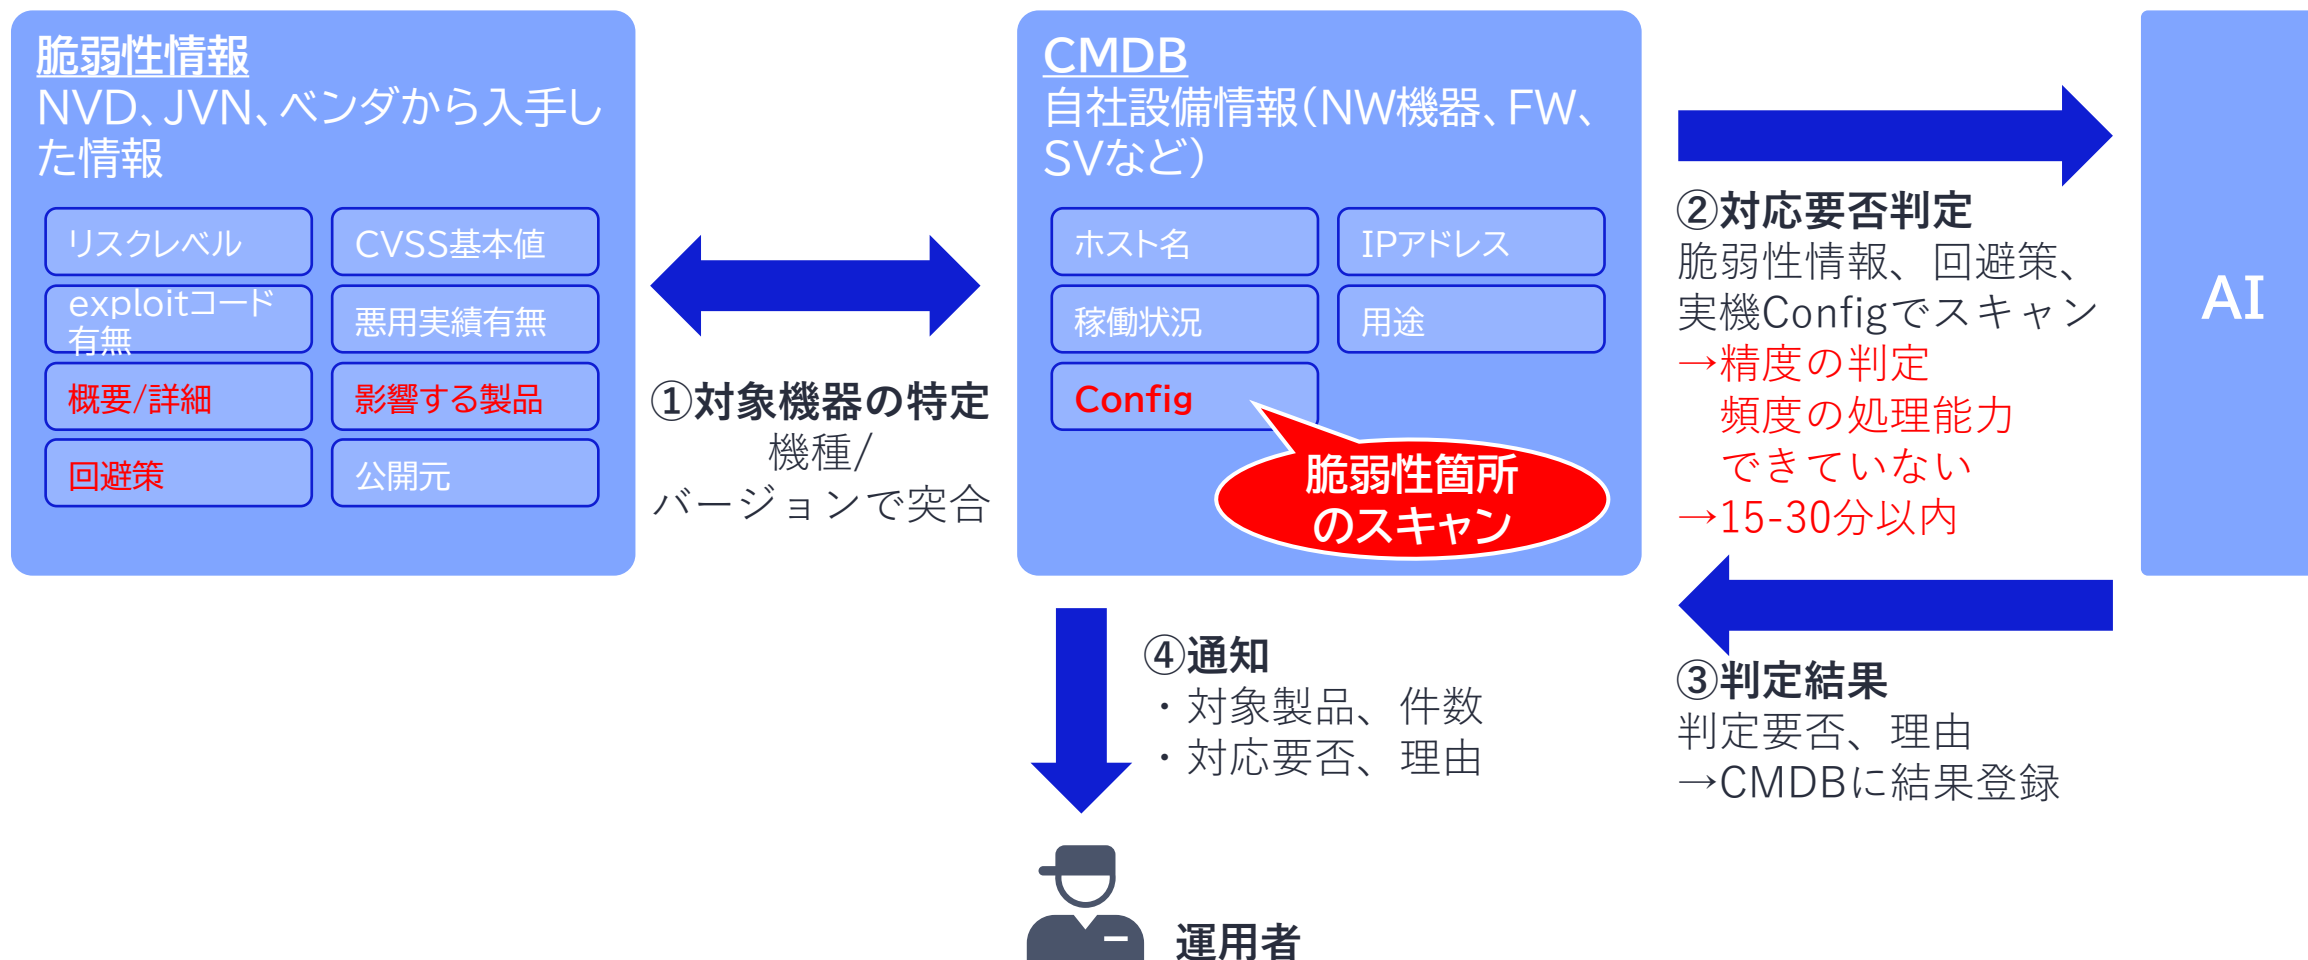 脆弱性情報
NVD、JVN、ベンダから入手し
た情報
リスクレベル
CVSS基本値
exploitコード
有無
悪用実績有無
概要/詳細
影響する製品
回避策
公開元
①対象機器の特定
機種/
バージョンで突合
CMDB
自社設備情報(NW機器、FW、
SVなど)
ホスト名
IPアドレス
稼働状況
用途
Config
脆弱性箇所
のスキャン
②対応要否判定
脆弱性情報、回避策、
実機Configでスキャン
→精度の判定
頻度の処理能力
できていない
→15-30分以内
AI
③判定結果
判定要否、理由
→CMDBに結果登録
④通知
・対象製品、件数
・対応要否、理由
運用者